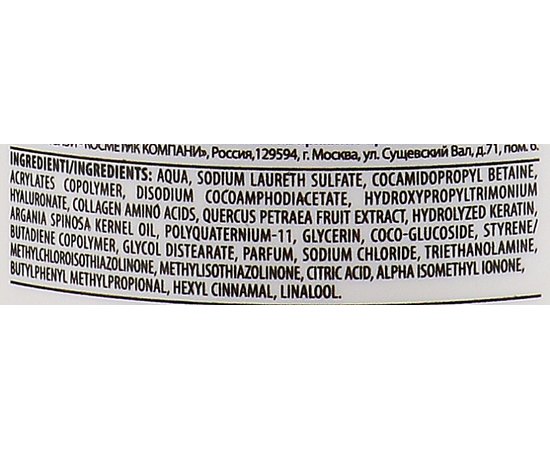 КОСМЕТИК КОМПАНИ», Россия,129594, г. Москва, ул. Сущевский Вал, д.71, пом. 6.
INGREDIENTI/INGREDIENTS: AQUA, SODIUM LAURETH SULFATE, COCAMIDOPROPYL BETAINE,
ACRYLATES COPOLYMER, DISODIUM COCOAMPHODIACETATE, HYDROXYPROPYLTRIMONIUM
HYALURONATE, COLLAGEN AMINO ACIDS, QUERCUS PETRAEA FRUIT EXTRACT, HYDROLYZED KERATIN,
ARGANIA SPINOSA KERNEL OIL, POLYQUATERNIUM-11, GLYCERIN, COCO-GLUCOSIDE, STYRENE/
BUTADIENE COPOLYMER, GLYCOL DISTEARATE, PARFUM, SODIUM CHLORIDE, TRIETHANOLAMINE,
METHYLCHLOROISOTHIAZOLINONE, METHYLISOTHIAZOLINONE, CITRIC ACID, ALPHA ISOMETHYL IONONE,
BUTYLPHENYL METHYLPROPIONAL, HEXYL CINNAMAL, LINALOOL.